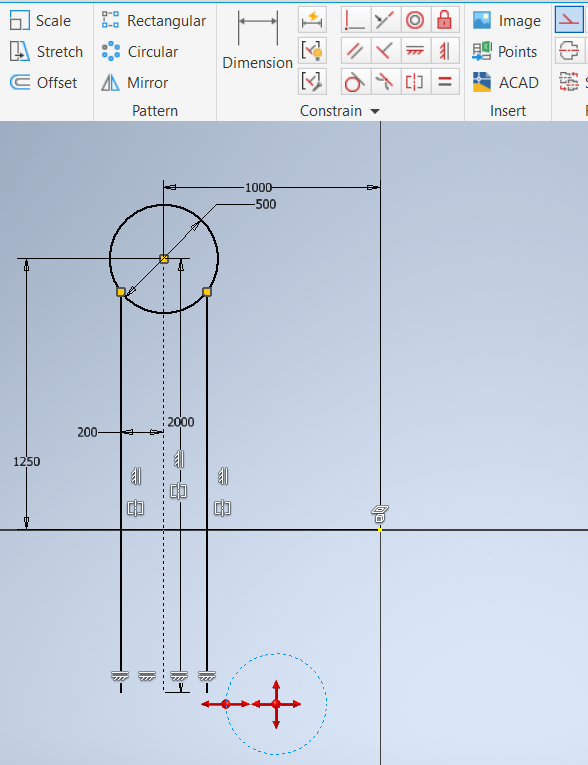 Scale
Rectangular
Image
Stretch
Circular
Dimension
Points
Offset
Mirror
ACAD
Pattern
Constrain
Insert
1000
500
200
2000
1250